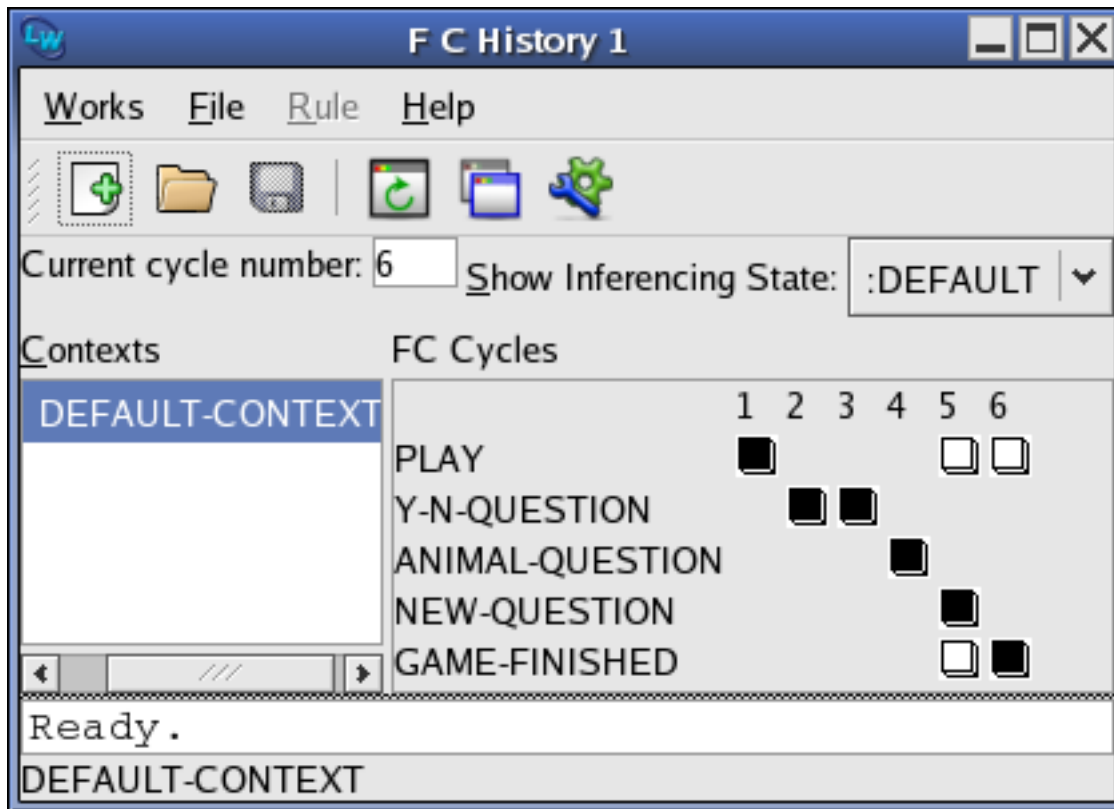 LW F C History 1
Works File Rule Help
Current cycle number: 6 Show Inferencing State: :DEFAULT
Contexts FC Cycles
DEFAULT-CONTEXT 1 2 3 4 5 6
PLAY
Y-N-QUESTION
ANIMAL-QUESTION
NEW-QUESTION
GAME-FINISHED
Ready.
DEFAULT-CONTEXT